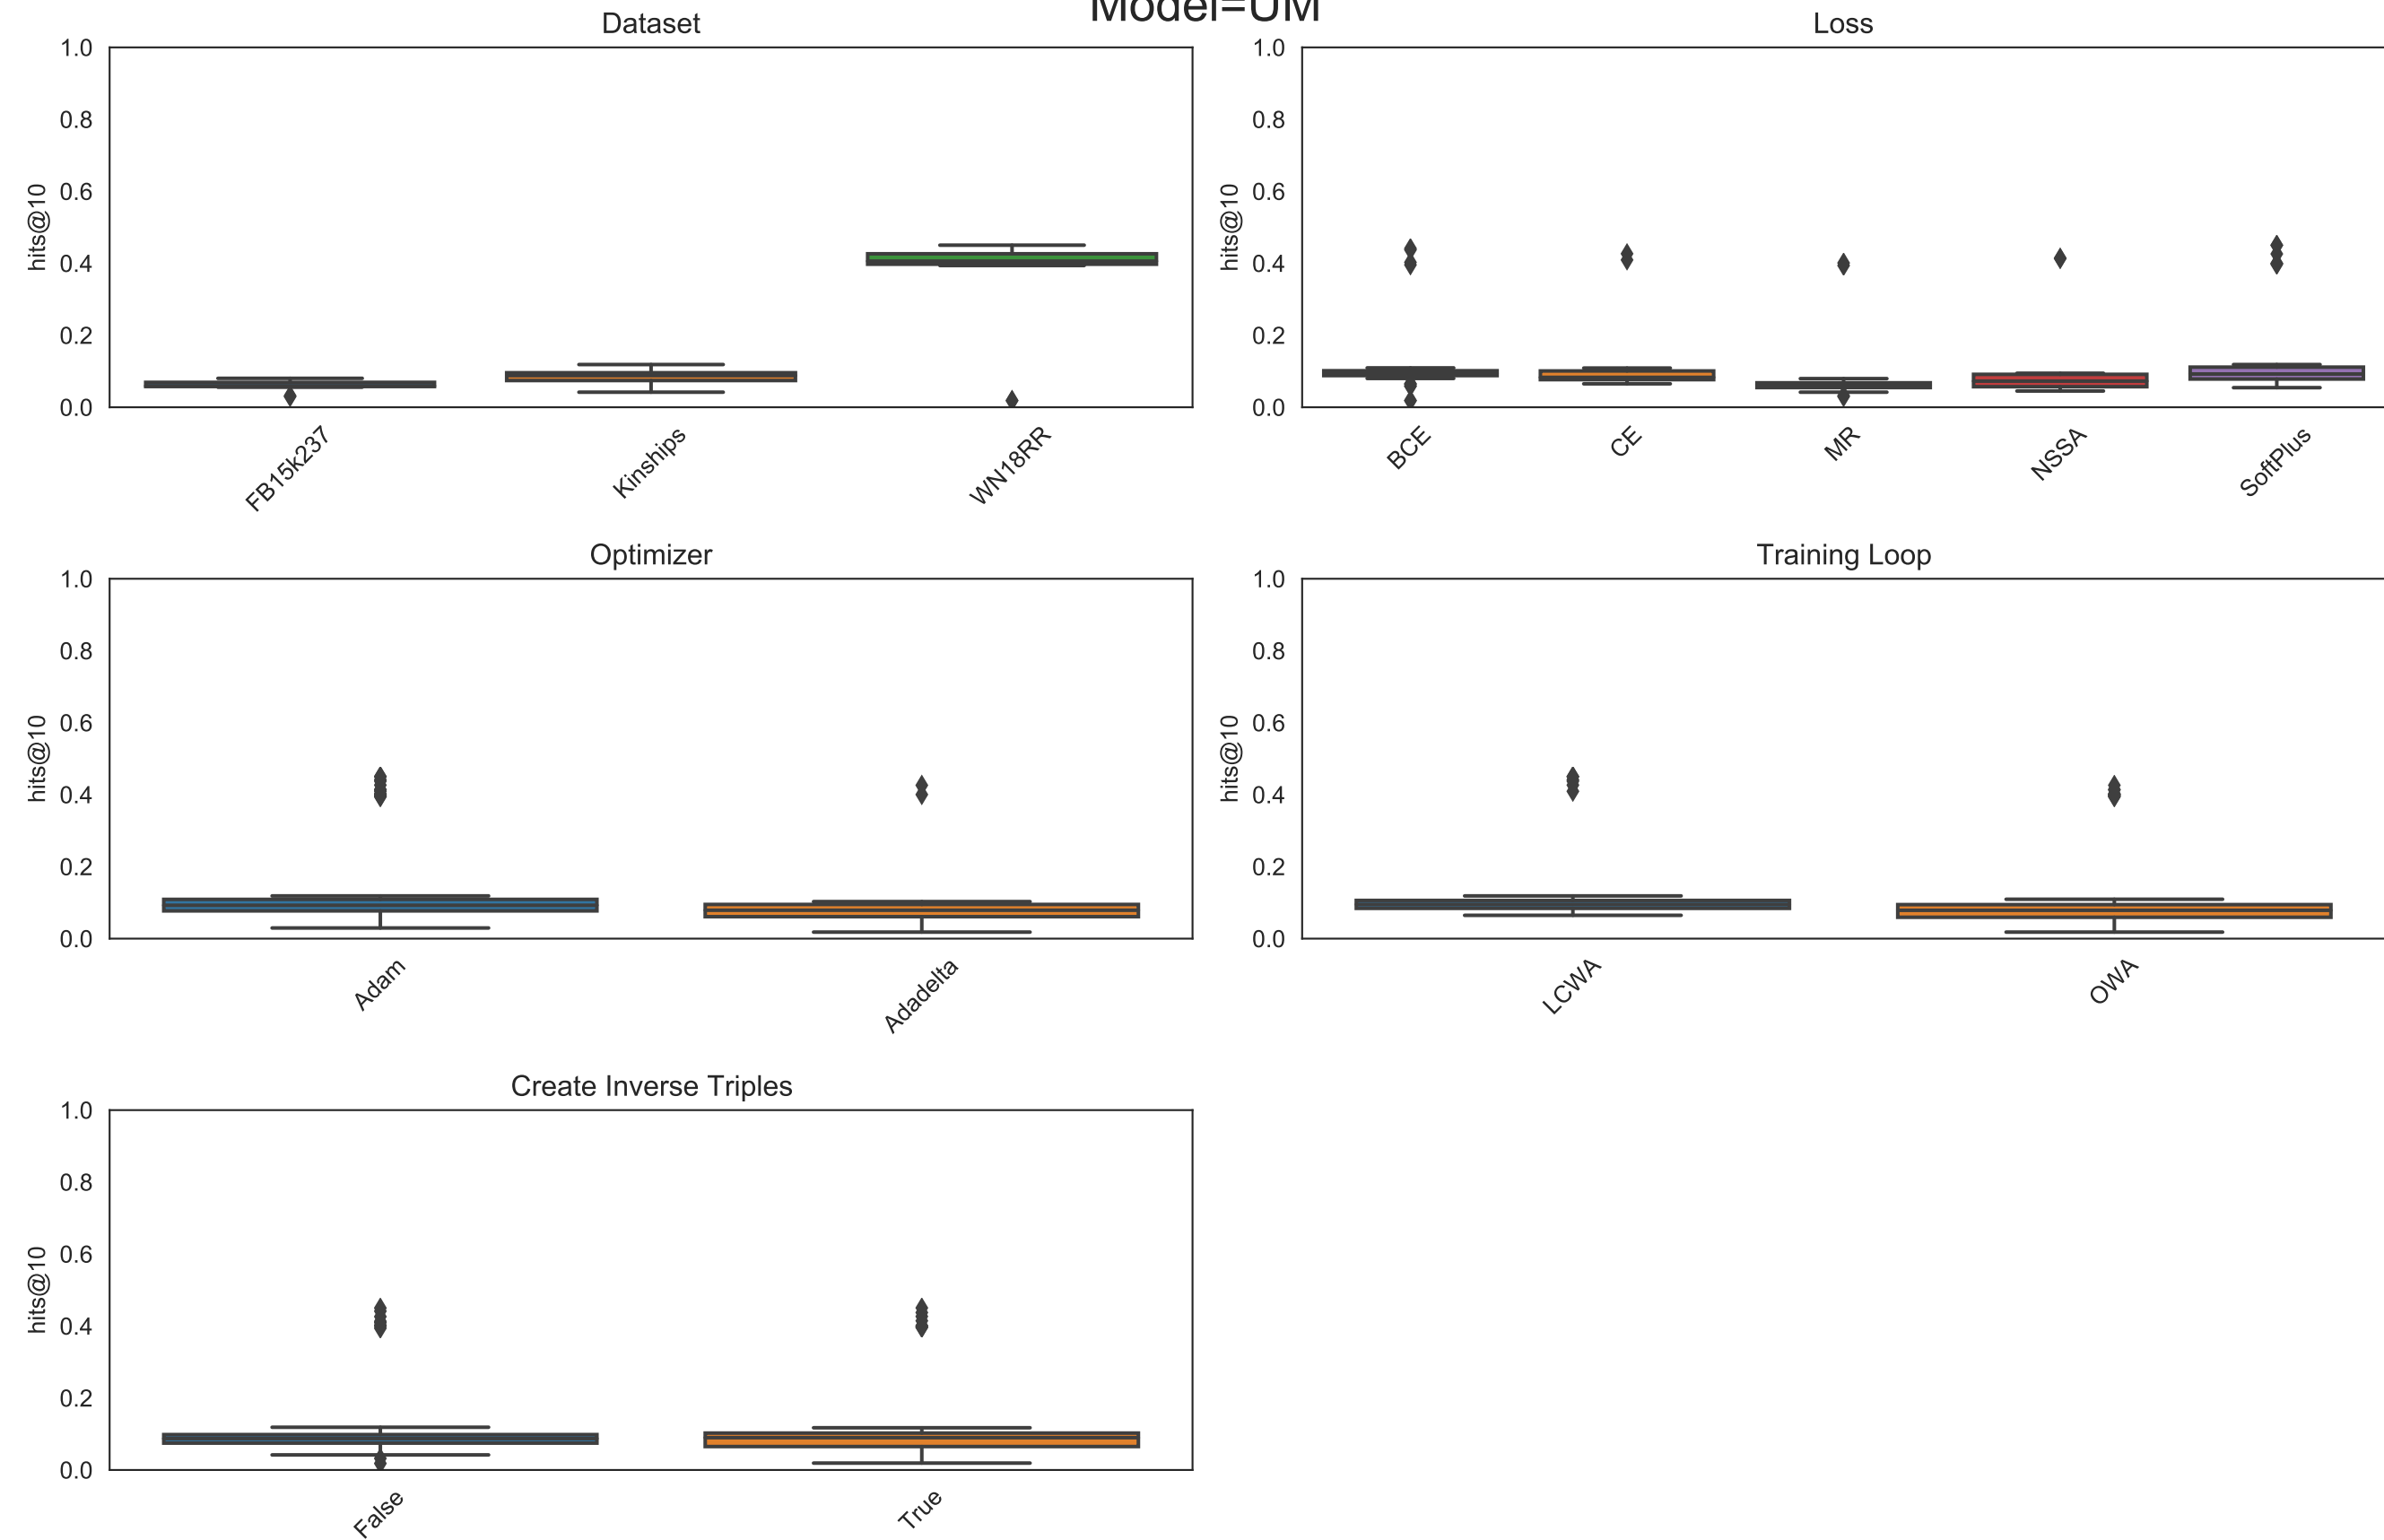 Model=UM
Dataset
1.0
0.8
0.6
0.4
0.2
0.0
hits@10
FB15k237
Kinships
WN18RR
Loss
1.0
0.8
0.6
0.4
0.2
0.0
hits@10
BCE
CE
MR
NSSA
SoftPlus
Optimizer
1.0
0.8
0.6
0.4
0.2
0.0
hits@10
Adam
Adadelta
Training Loop
1.0
0.8
0.6
0.4
0.2
0.0
hits@10
LCWA
OWA
Create Inverse Triples
1.0
0.8
0.6
0.4
0.2
0.0
hits@10
False
True